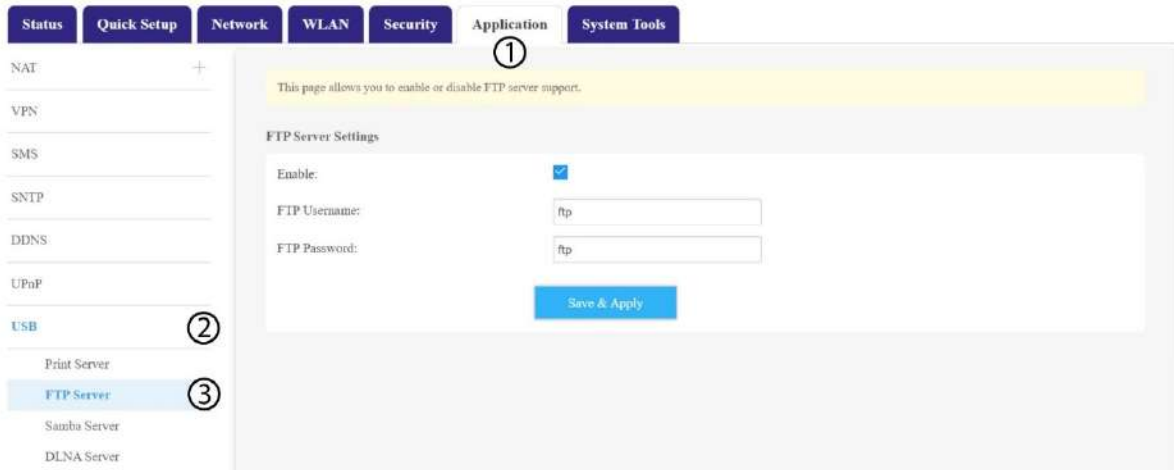 Status Quick Setup Network WLAN Security Application System Tools
①
NAT +
This page allows you to enable or disable FTP server support.
VPN
FTP Server Settings
SMS
Enable:
SNTP
FTP Username: ftp
DDNS
FTP Password: ftp
UPnP
Save & Apply
USB ②
Print Server
FTP Server ③
Samba Server
DLNA Server